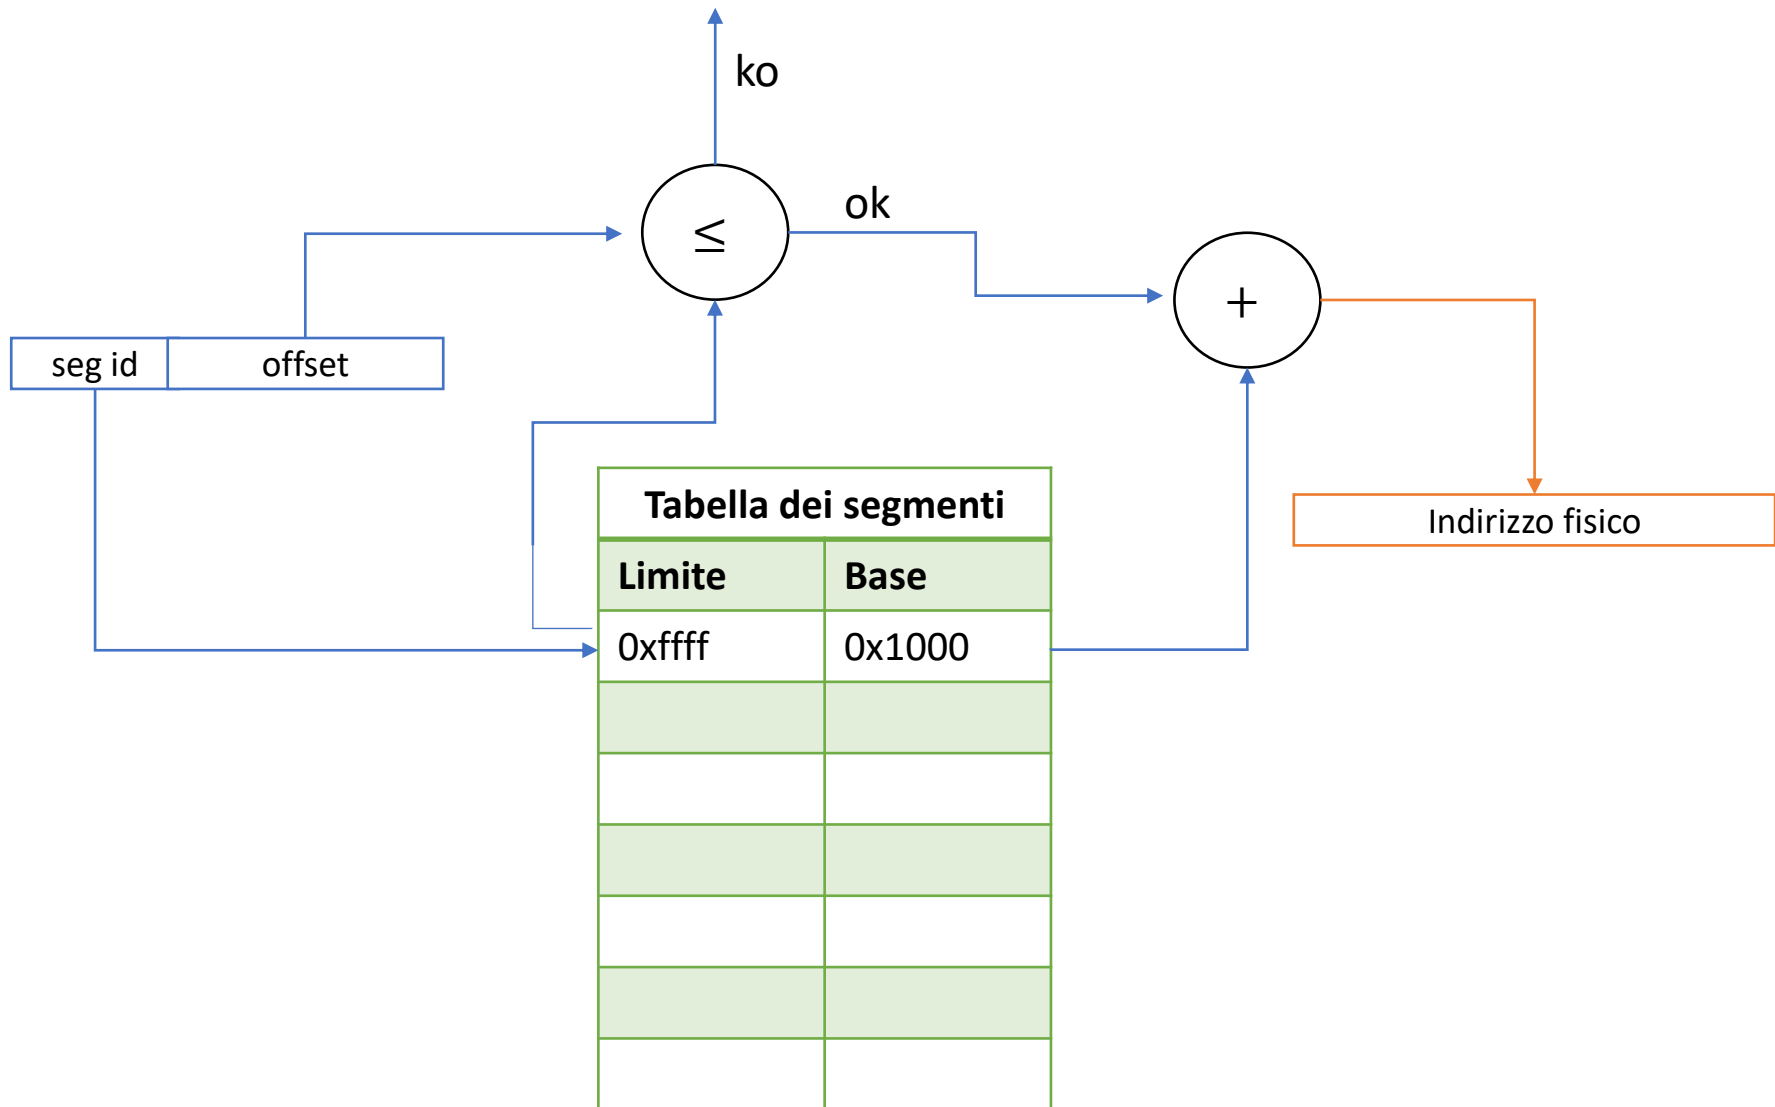 ko
ok
≤
+
seg id
offset
Tabella dei segmenti
Indirizzo fisico
Limite Base
0xffff 0x1000